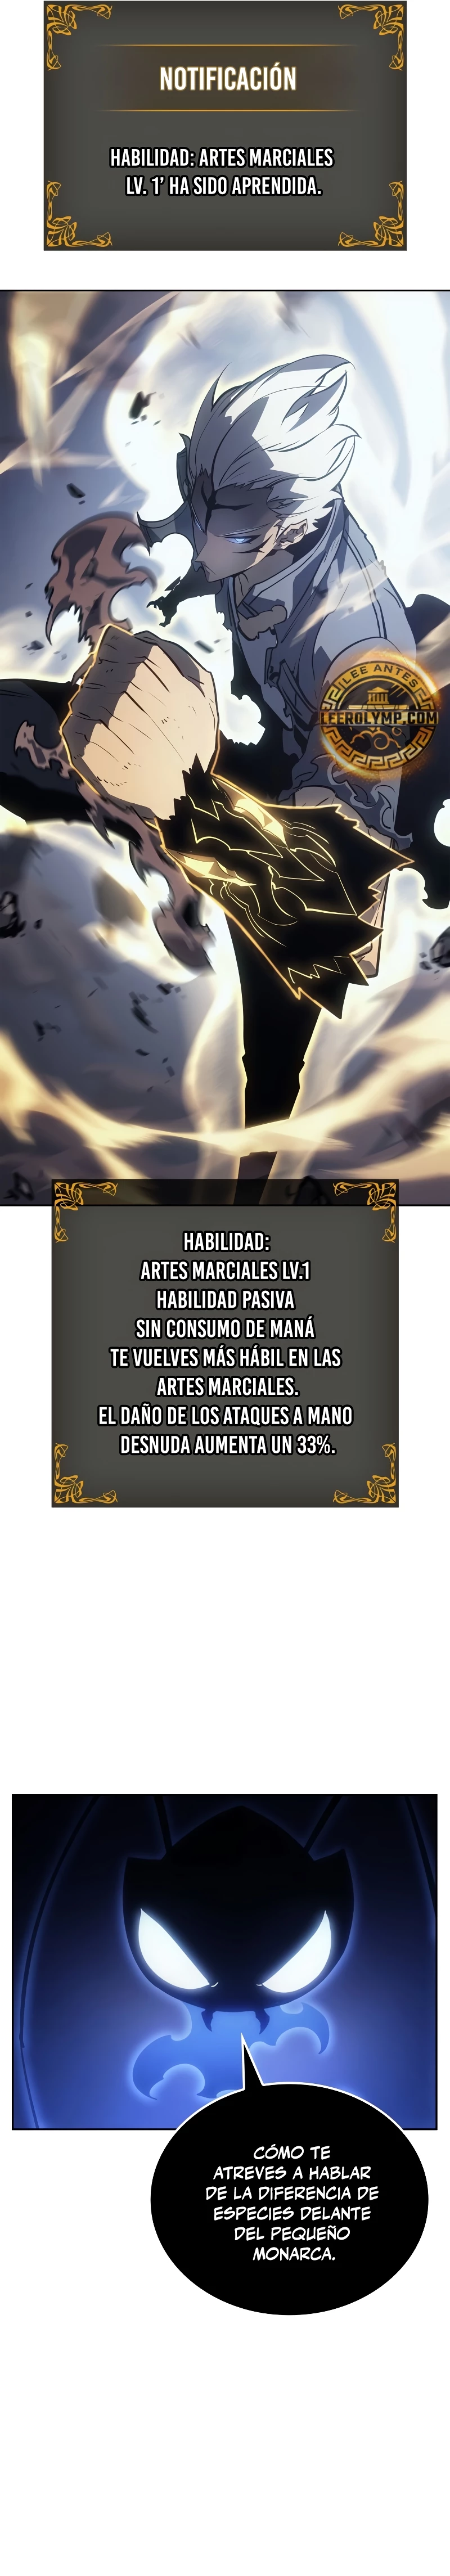 NOTIFICACIÓN
HABILIDAD: ARTES MARCIALES
LV. 1' HA SIDO APRENDIDA.
LEE ANTES
LEEROLYMP.COM
HABILIDAD:
ARTES MARCIALES LV.1
HABILIDAD PASIVA
SIN CONSUMO DE MANÁ
TE VUELVES MÁS HÁBIL EN LAS
ARTES MARCIALES.
EL DAÑO DE LOS ATAQUES A MANO
DESNUDA AUMENTA UN 33%.
CÓMO TE
ATREVES A HABLAR
DE LA DIFERENCIA DE
ESPECIES DELANTE
DEL PEQUEÑO
MONARCA.